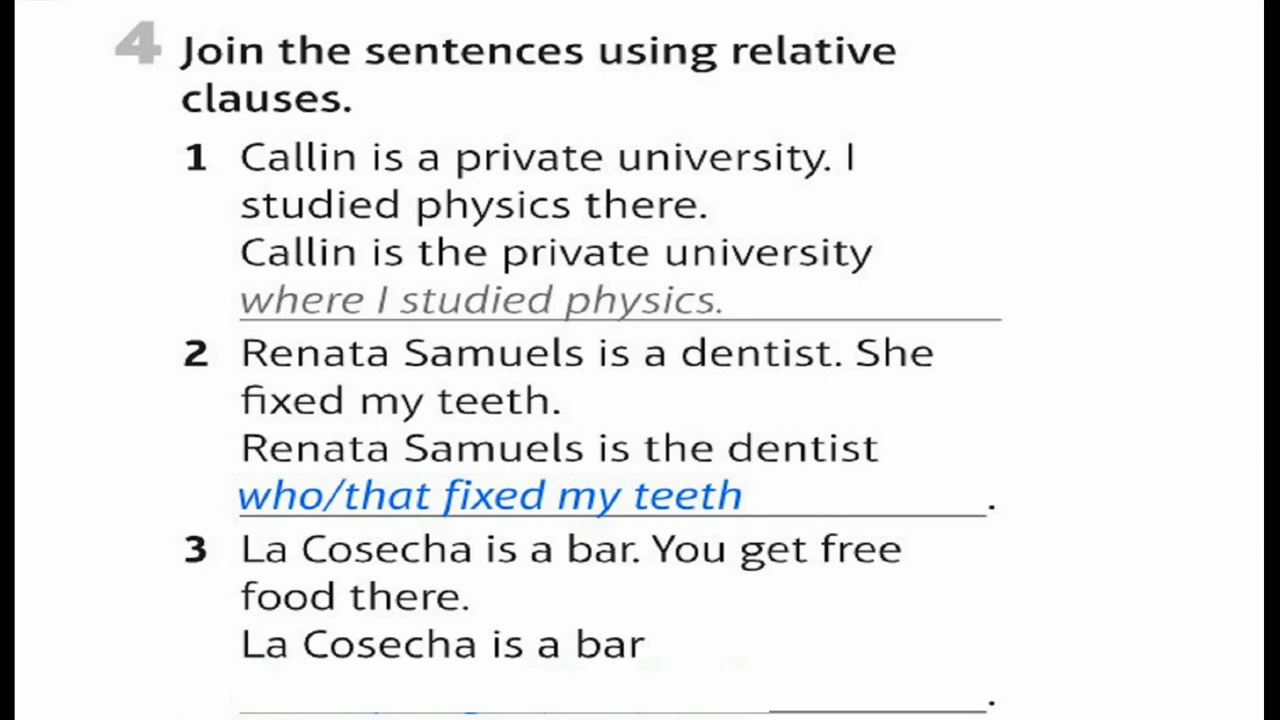 4 Join the sentences using relative
clauses.
1 Callin is a private university. I
studied physics there.
Callin is the private university
where I studied physics.
2 Renata Samuels is a dentist. She
fixed my teeth.
Renata Samuels is the dentist
who/that fixed my teeth.
3 La Cosecha is a bar. You get free
food there.
La Cosecha is a bar
.